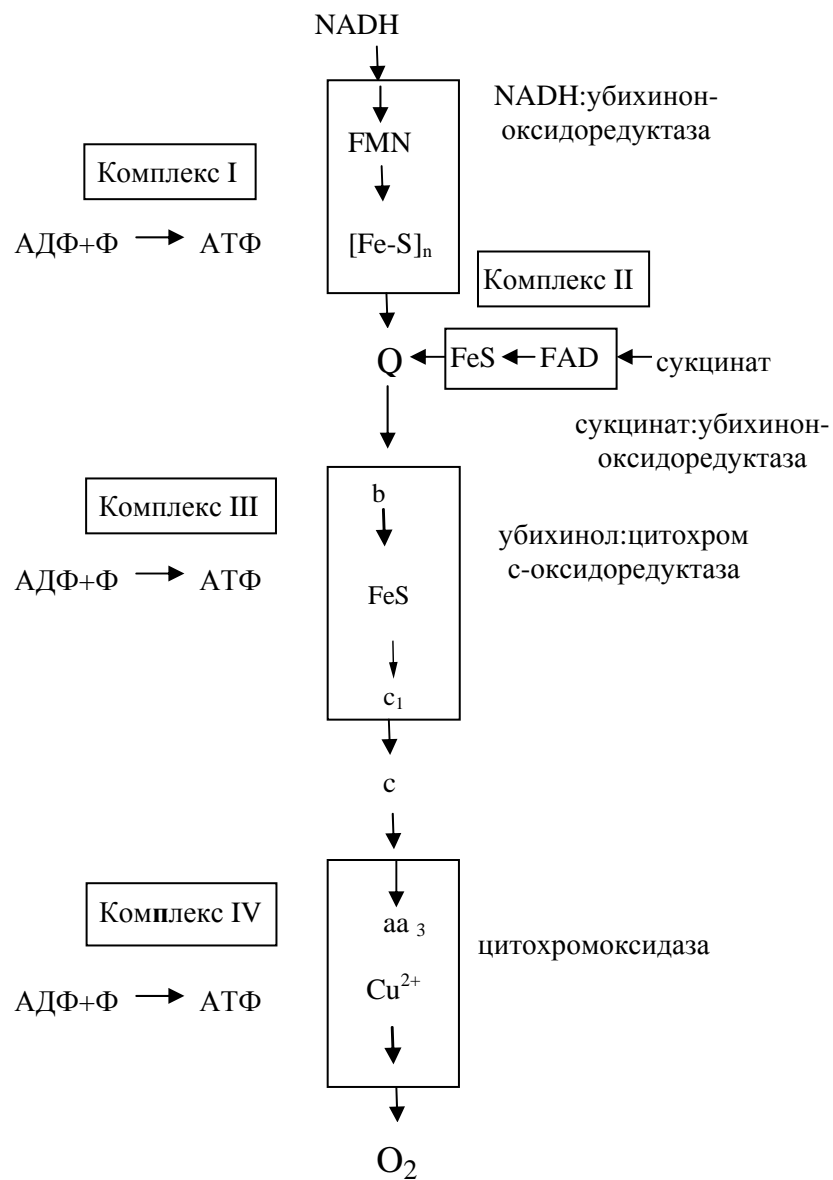 NADH
NADH:убихинон-
оксидоредуктаза
FMN
Комплекс I
АДФ+Ф АТФ
[Fe-S]n
Комплекс II
Q
FeS FAD
сукцинат
сукцинат:убихинон-
оксидоредуктаза
b
Комплекс III
убихинол:цитохром
с-оксидоредуктаза
АДФ+Ф АТФ
FeS
c1
c
Комплекс IV
aa 3
цитохромоксидаза
Cu2+
АДФ+Ф АТФ
O2